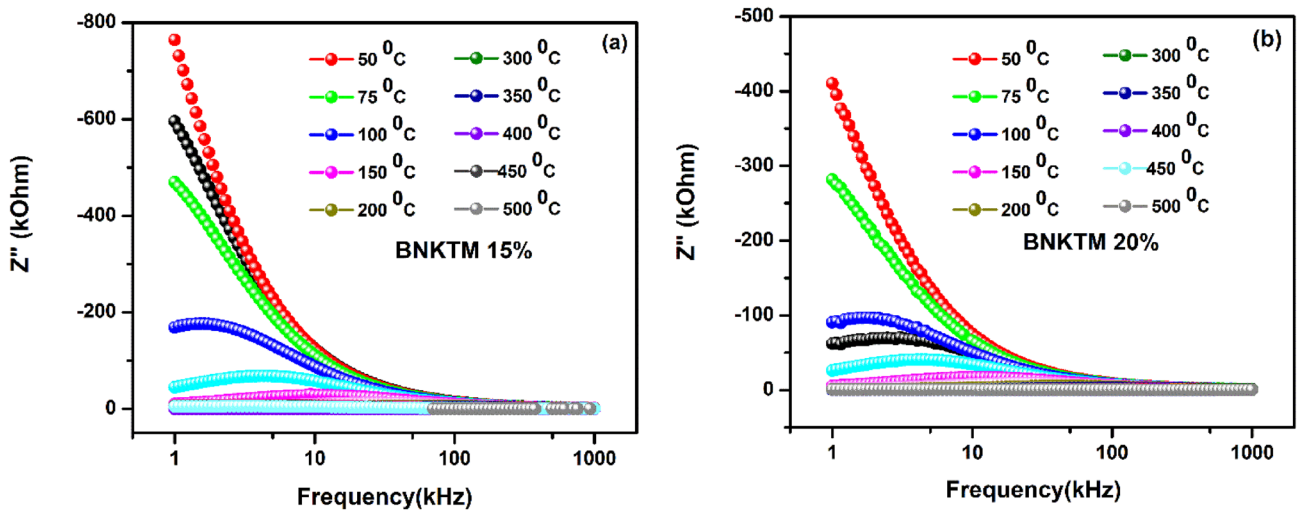 (a)
-800
-600
-400
-200
0
Z" (kOhm)
50 ⁰C
75 ⁰C
100 ⁰C
150 ⁰C
200 ⁰C
300 ⁰C
350 ⁰C
400 ⁰C
450 ⁰C
500 ⁰C
BNKTM 15%
1 10 100 1000
Frequency(kHz)
(b)
-500
-400
-300
-200
-100
0
Z" (kOhm)
50 ⁰C
75 ⁰C
100 ⁰C
150 ⁰C
200 ⁰C
300 ⁰C
350 ⁰C
400 ⁰C
450 ⁰C
500 ⁰C
BNKTM 20%
1 10 100 1000
Frequency(kHz)